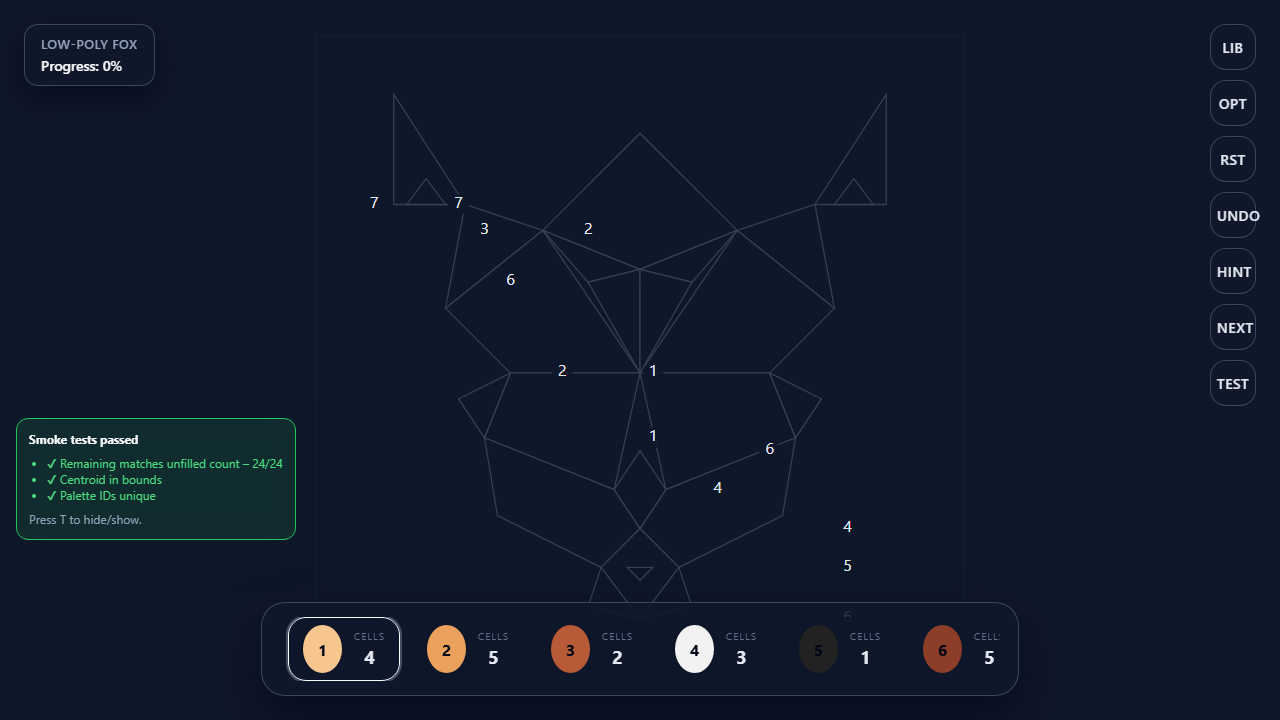 LOW-POLY FOX
Progress: 0%
LIB
OPT
RST
UNDO
HINT
NEXT
TEST
7
7
3
2
6
2
1
1
6
4
4
5
6
Smoke tests passed
✔ Remaining matches unfilled count – 24/24
✔ Centroid in bounds
✔ Palette IDs unique
Press T to hide/show.
1
CELLS
4
2
CELLS
5
3
CELLS
2
4
CELLS
3
5
CELLS
1
6
CELLS
5